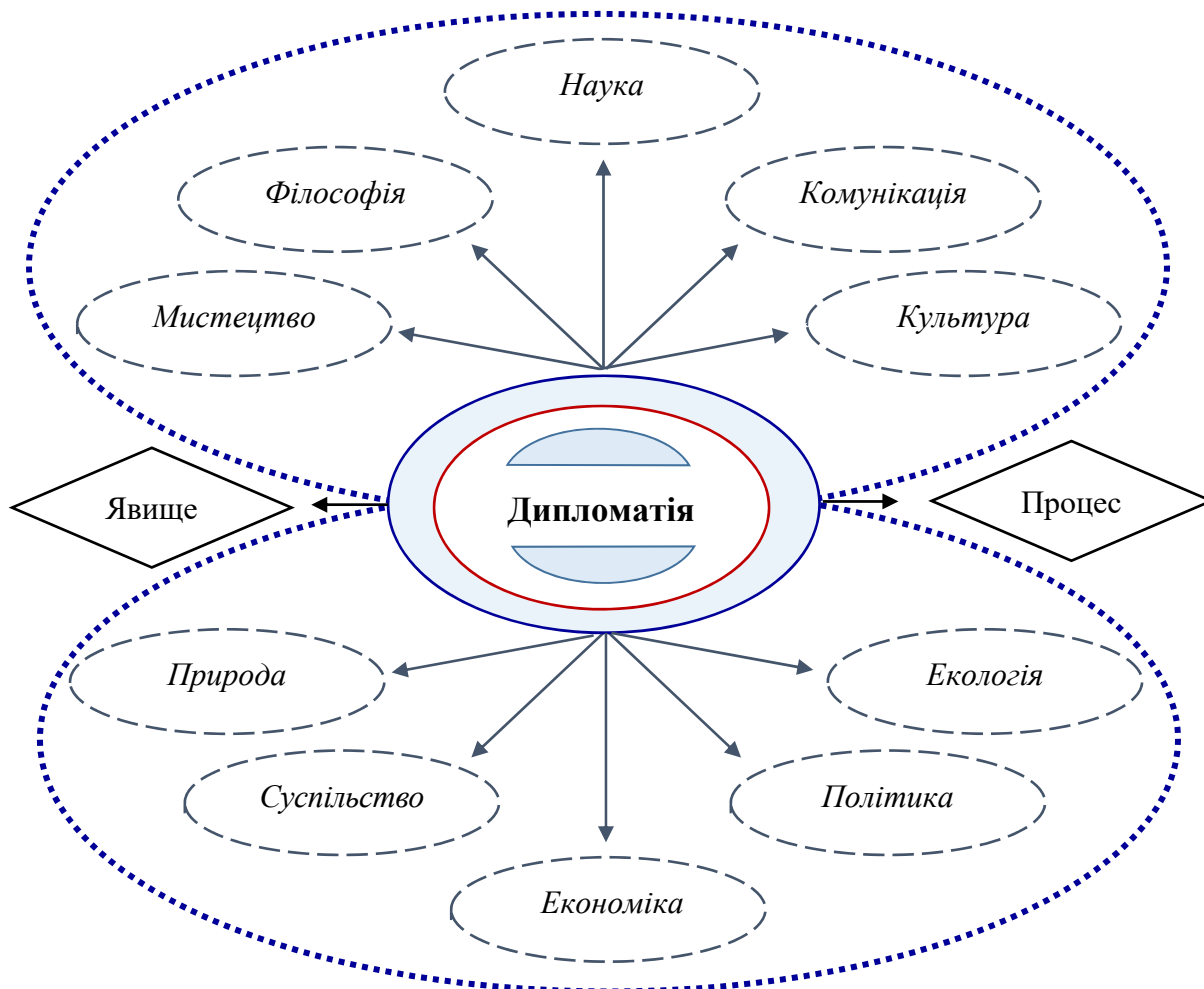 Наука
Філософія
Комунікація
Мистецтво
Культура
Явище
Дипломатія
Процес
Природа
Екологія
Суспільство
Політика
Економіка